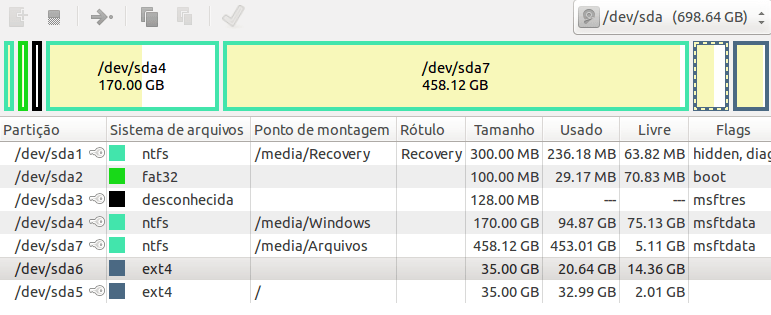 /dev/sda (698.64 GB)
/dev/sda4
170.00 GB
/dev/sda7
458.12 GB
Partição Sistema de arquivos Ponto de montagem Rótulo Tamanho Usado Livre Flags
/dev/sda1 ntfs /media/Recovery Recovery 300.00 MB 236.18 MB 63.82 MB hidden, diag
/dev/sda2 fat32 100.00 MB 29.17 MB 70.83 MB boot
/dev/sda3 desconhecida 128.00 MB --- --- msftres
/dev/sda4 ntfs /media/Windows 170.00 GB 94.87 GB 75.13 GB msftdata
/dev/sda7 ntfs /media/Arquivos 458.12 GB 453.01 GB 5.11 GB msftdata
/dev/sda6 ext4 35.00 GB 20.64 GB 14.36 GB
/dev/sda5 ext4 / 35.00 GB 32.99 GB 2.01 GB